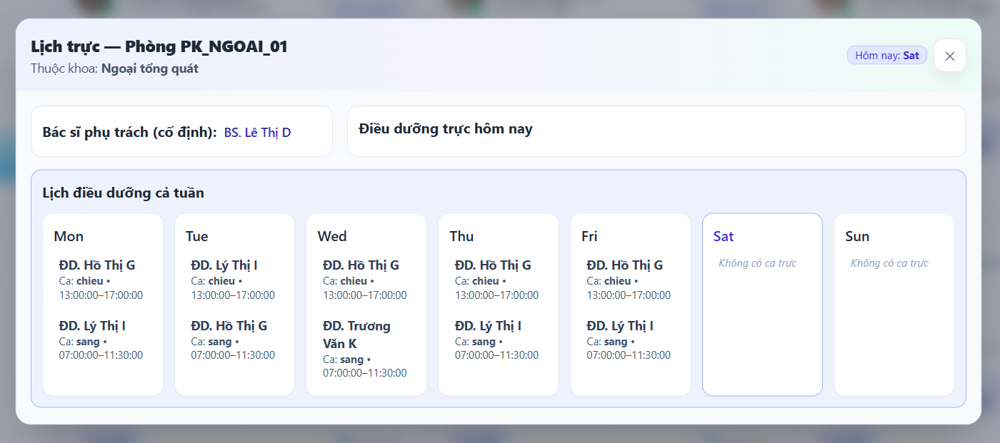 Lịch trực — Phòng PK_NGOAI_01
Thuộc khoa: Ngoại tổng quát
Hôm nay: Sat
Bác sĩ phụ trách (cố định): BS. Lê Thị D
Điều dưỡng trực hôm nay
Lịch điều dưỡng cả tuần
Mon
ĐD. Hồ Thị G
Ca: chieu •
13:00:00–17:00:00
ĐD. Lý Thị I
Ca: sang •
07:00:00–11:30:00
Tue
ĐD. Lý Thị I
Ca: chieu •
13:00:00–17:00:00
ĐD. Hồ Thị G
Ca: sang •
07:00:00–11:30:00
Wed
ĐD. Hồ Thị G
Ca: chieu •
13:00:00–17:00:00
ĐD. Trương
Văn K
Ca: sang •
07:00:00–11:30:00
Thu
ĐD. Hồ Thị G
Ca: chieu •
13:00:00–17:00:00
ĐD. Lý Thị I
Ca: sang •
07:00:00–11:30:00
Fri
ĐD. Hồ Thị G
Ca: chieu •
13:00:00–17:00:00
ĐD. Lý Thị I
Ca: sang •
07:00:00–11:30:00
Sat
Không có ca trực
Sun
Không có ca trực